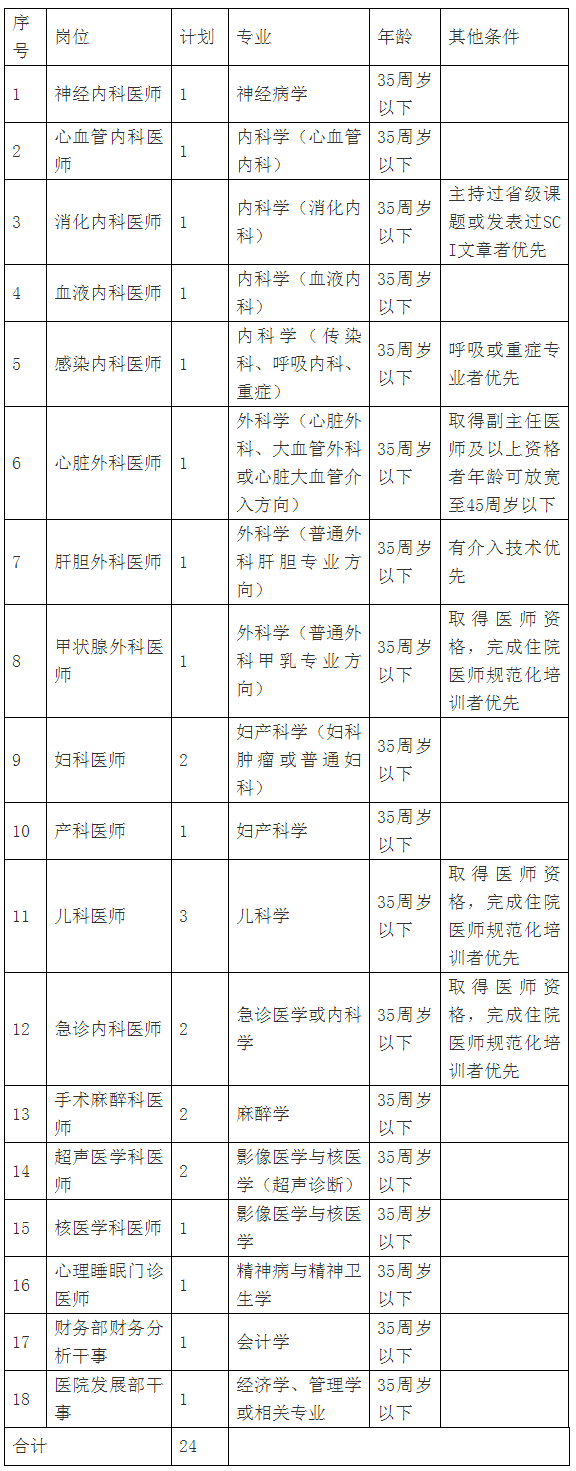 序号 岗位 计划 专业 年龄 其他条件
1 神经内科医师 1 神经病学 35周岁以下
2 心血管内科医师 1 内科学（心血管内科） 35周岁以下
3 消化内科医师 1 内科学（消化内科） 35周岁以下 主持过省级课题或发表过SCI文章者优先
4 血液内科医师 1 内科学（血液内科） 35周岁以下
5 感染内科医师 1 内科学（传染科、呼吸内科、重症） 35周岁以下 呼吸或重症专业者优先
6 心脏外科医师 1 外科学（心脏外科、大血管外科或心脏大血管介入方向） 35周岁以下 取得副主任医师及以上资格者年龄可放宽至45周岁以下
7 肝胆外科医师 1 外科学（普通外科肝胆专业方向） 35周岁以下 有介入技术优先
8 甲状腺外科医师 1 外科学（普通外科甲乳专业方向） 35周岁以下 取得医师资格，完成住院医师规范化培训者优先
9 妇科医师 2 妇产科学（妇科肿瘤或普通妇科） 35周岁以下
10 产科医师 1 妇产科学 35周岁以下
11 儿科医师 3 儿科学 35周岁以下 取得医师资格，完成住院医师规范化培训者优先
12 急诊内科医师 2 急诊医学或内科学 35周岁以下 取得医师资格，完成住院医师规范化培训者优先
13 手术麻醉科医师 2 麻醉学 35周岁以下
14 超声医学科医师 2 影像医学与核医学（超声诊断） 35周岁以下
15 核医学科医师 1 影像医学与核医学 35周岁以下
16 心理睡眠门诊医师 1 精神病与精神卫生学 35周岁以下
17 财务部财务分析干事 1 会计学 35周岁以下
18 医院发展部干事 1 经济学、管理学或相关专业 35周岁以下
合计 24